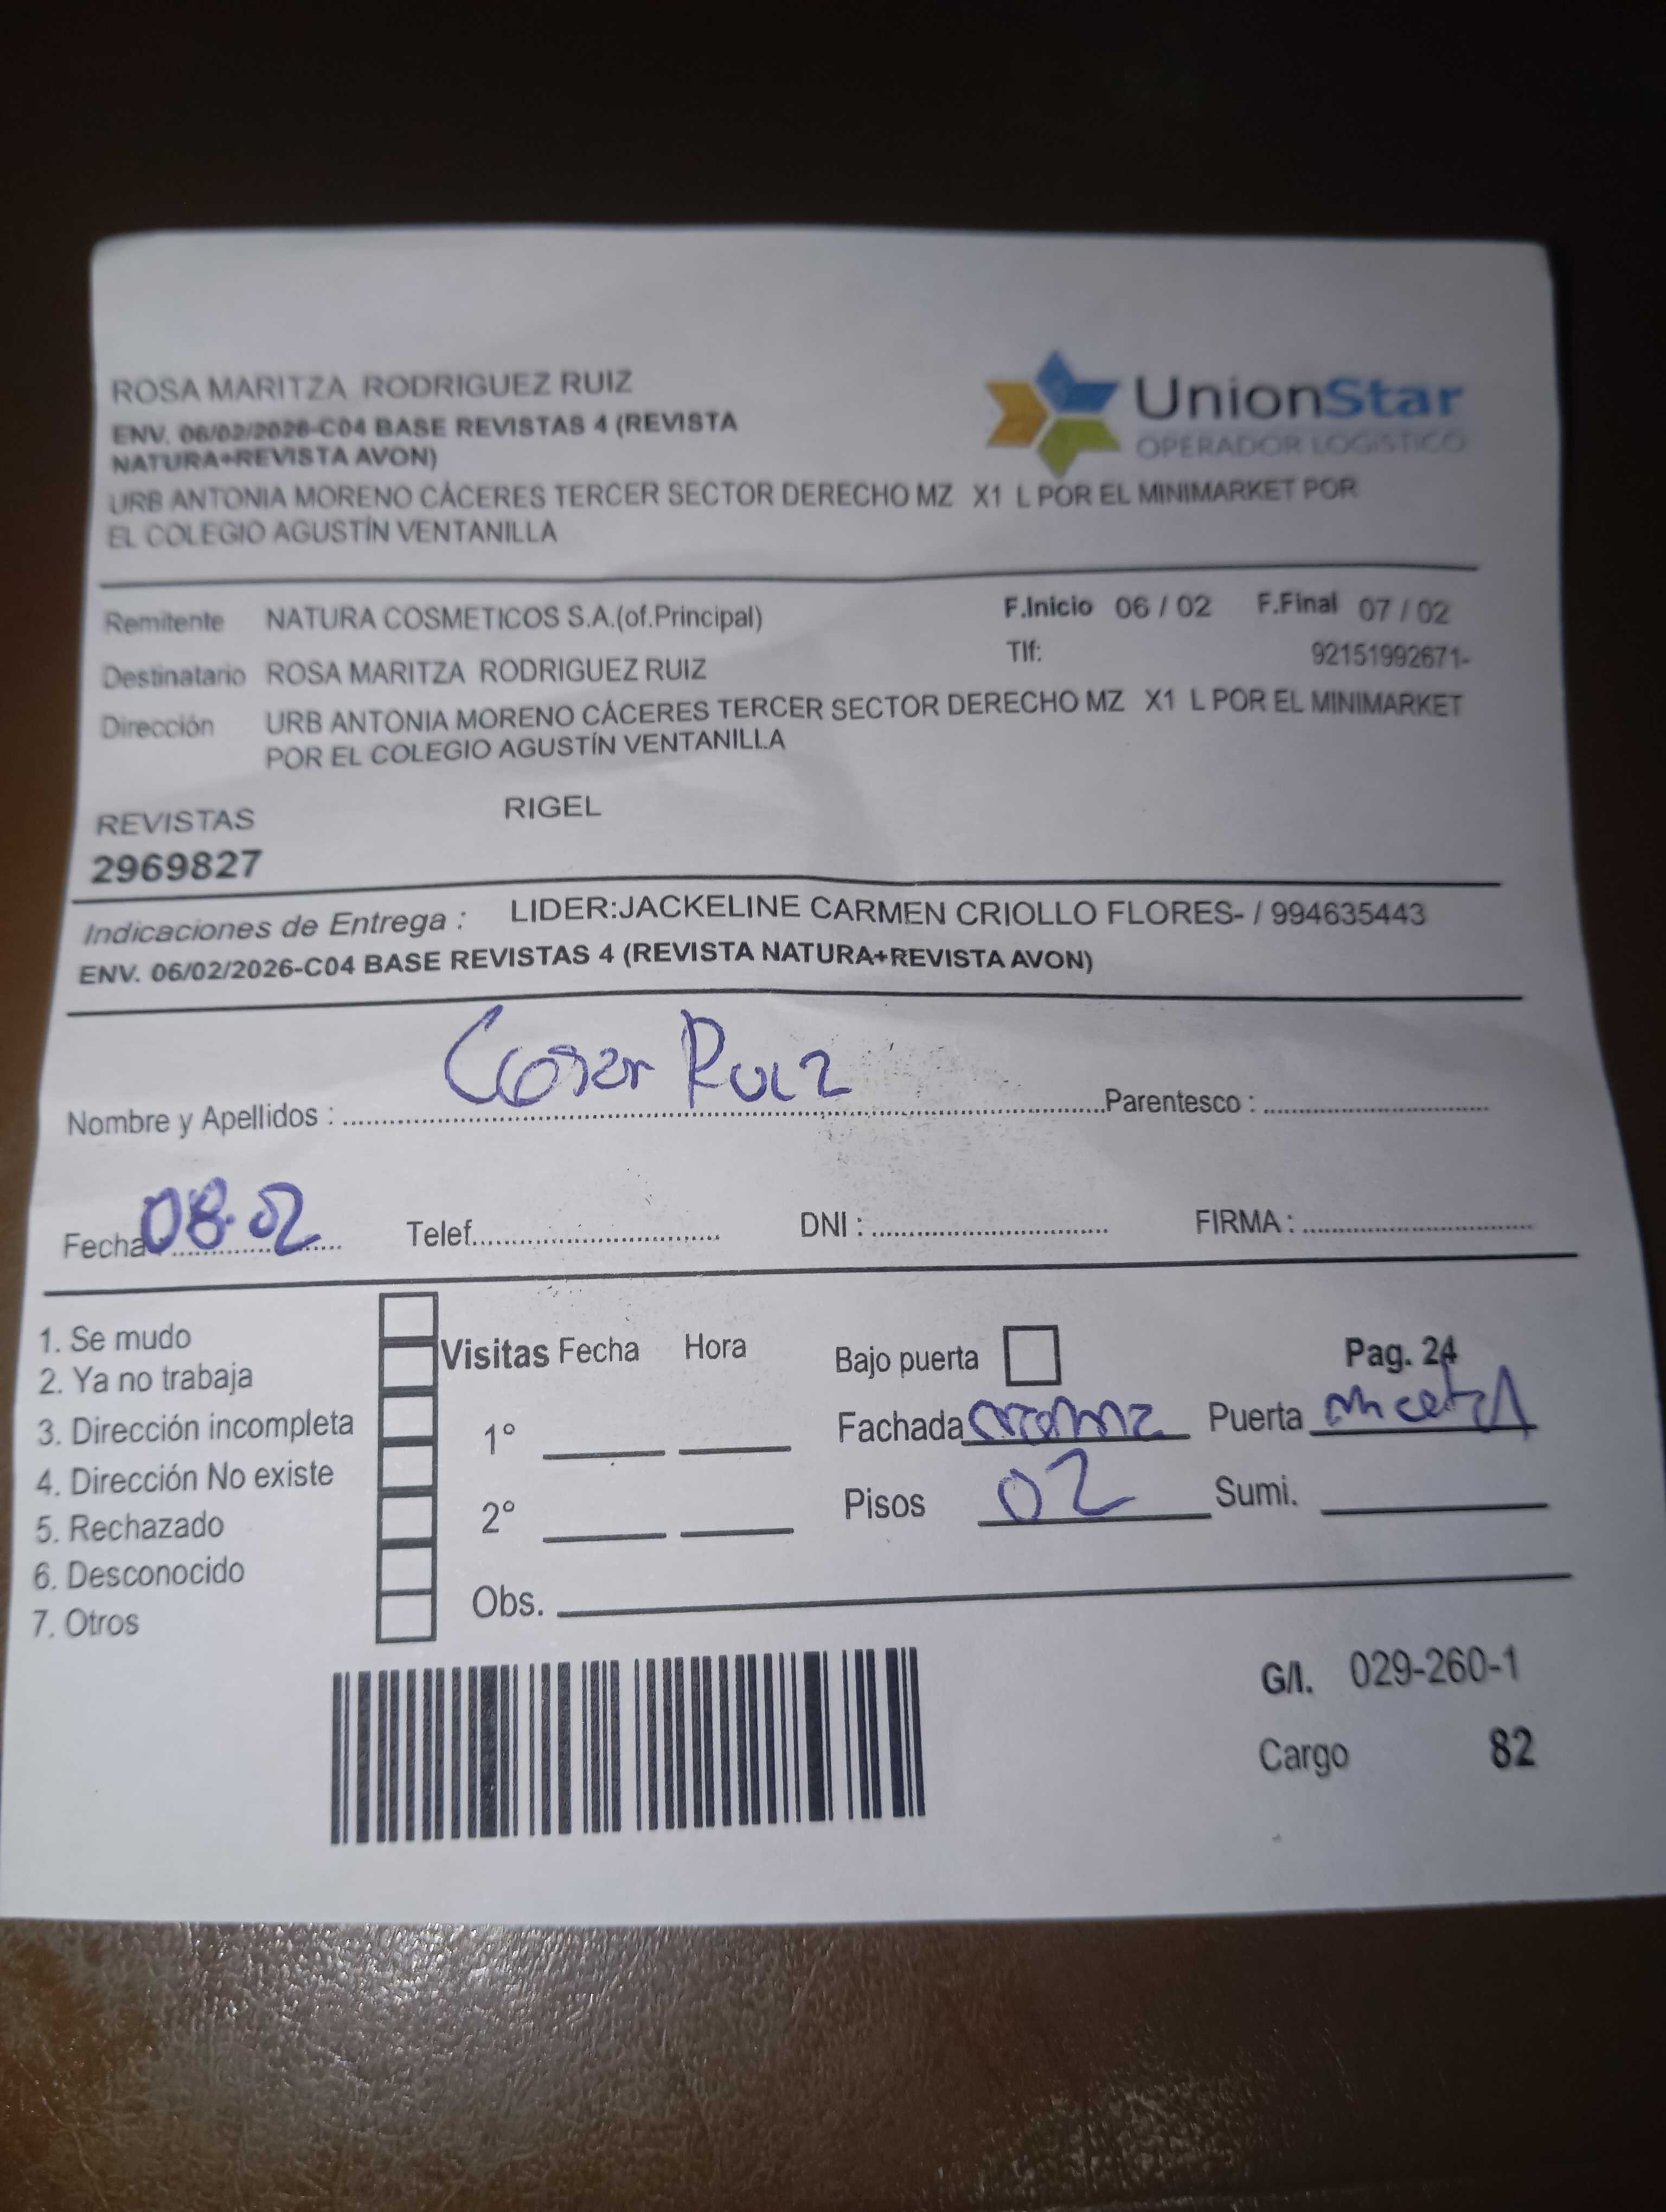 ROSA MARITZA RODRIGUEZ RUIZ
ENV. 06/02/2026-C04 BASE REVISTAS 4 (REVISTA
NATURA+REVISTA AVON)
URB ANTONIA MORENO CÁCERES TERCER SECTOR DERECHO MZ X1 L POR EL MINIMARKET POR
EL COLEGIO AGUSTÍN VENTANILLA
UnionStar
OPERADOR LOGISTICO
Remitente NATURA COSMETICOS S.A.(of.Principal) F.Inicio 06 / 02 F.Final 07 / 02
Destinatario ROSA MARITZA RODRIGUEZ RUIZ Tlf: 92151992671-
Dirección URB ANTONIA MORENO CÁCERES TERCER SECTOR DERECHO MZ X1 L POR EL MINIMARKET
POR EL COLEGIO AGUSTÍN VENTANILLA
REVISTAS RIGEL
2969827
Indicaciones de Entrega : LIDER:JACKELINE CARMEN CRIOLLO FLORES- / 994635443
ENV. 06/02/2026-C04 BASE REVISTAS 4 (REVISTA NATURA+REVISTA AVON)
Nombre y Apellidos : Ruiz Parentesco :
Fecha 08.02 Telef. DNI : FIRMA :
1. Se mudo
2. Ya no trabaja
3. Dirección incompleta
4. Dirección No existe
5. Rechazado
6. Desconocido
7. Otros
Visitas Fecha Hora
1°
2°
Obs.
Bajo puerta Pag. 24
Fachada Puerta
Pisos 02 Sumi.
G/I. 029-260-1
Cargo 82